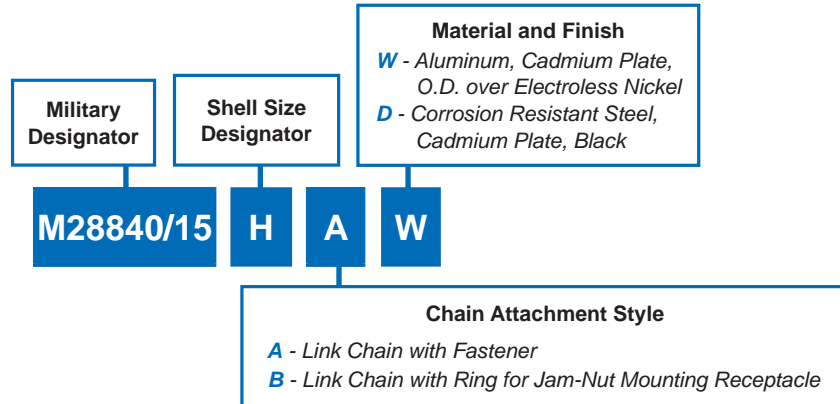 Material and Finish
W - Aluminum, Cadmium Plate,
O.D. over Electroless Nickel
D - Corrosion Resistant Steel,
Cadmium Plate, Black
Shell Size
Designator
Military
Designator
M28840/15 H A W
Chain Attachment Style
A - Link Chain with Fastener
B - Link Chain with Ring for Jam-Nut Mounting Receptacle